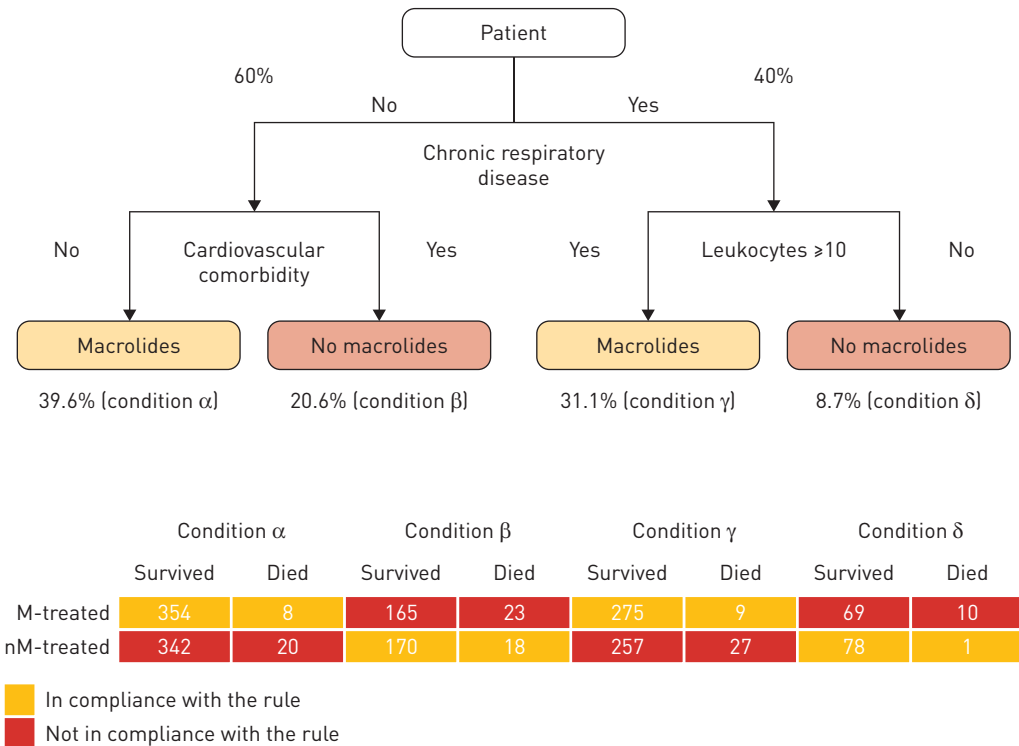 Patient
60%
40%
No
Yes
Chronic respiratory
disease
No
Cardiovascular
comorbidity
Yes
Yes
Leukocytes ≥10
No
Macrolides
No macrolides
Macrolides
No macrolides
39.6% (condition α)
20.6% (condition β)
31.1% (condition γ)
8.7% (condition δ)
Condition α
Condition β
Condition γ
Condition δ
Survived Died Survived Died Survived Died Survived Died
M-treated 354 8 165 23 275 9 69 10
nM-treated 342 20 170 18 257 27 78 1
In compliance with the rule
Not in compliance with the rule